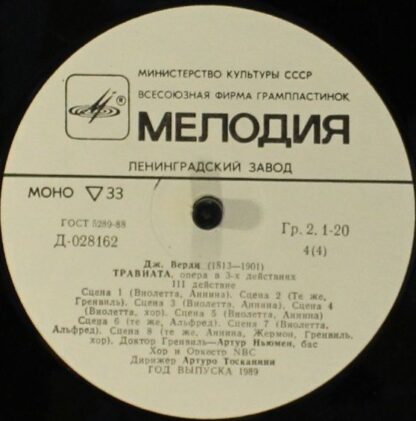 МИНИСТЕРСТВО КУЛЬТУРЫ СССР
ВСЕСОЮЗНАЯ ФИРМА ГРАМПЛАСТИНОК
®
МЕЛОДИЯ
ЛЕНИНГРАДСКИЙ ЗАВОД
МОНО ▽ 33
ГОСТ 5289-88
Д-028162
Гр. 2. 1-20
4(4)
Дж. Верди (1813—1901)
ТРАВИАТА, опера в 3-х действиях
III действие
Сцена 1 (Виолетта, Аннина). Сцена 2 (Те же,
Гренвиль). Сцена 3 (Виолетта, Аннина). Сцена 4
(Виолетта, хор). Сцена 5 (Виолетта, Аннина)
Сцена 6 (те же, Альфред). Сцена 7 (Виолетта,
Альфред). Сцена 8 (те же, Аннина, Жермон, Гренвиль,
хор). Доктор Гренвиль—Артур Ньюмен, бас
Хор и Оркестр NBC
Дирижер Артуро Тосканини
ГОД ВЫПУСКА 1989